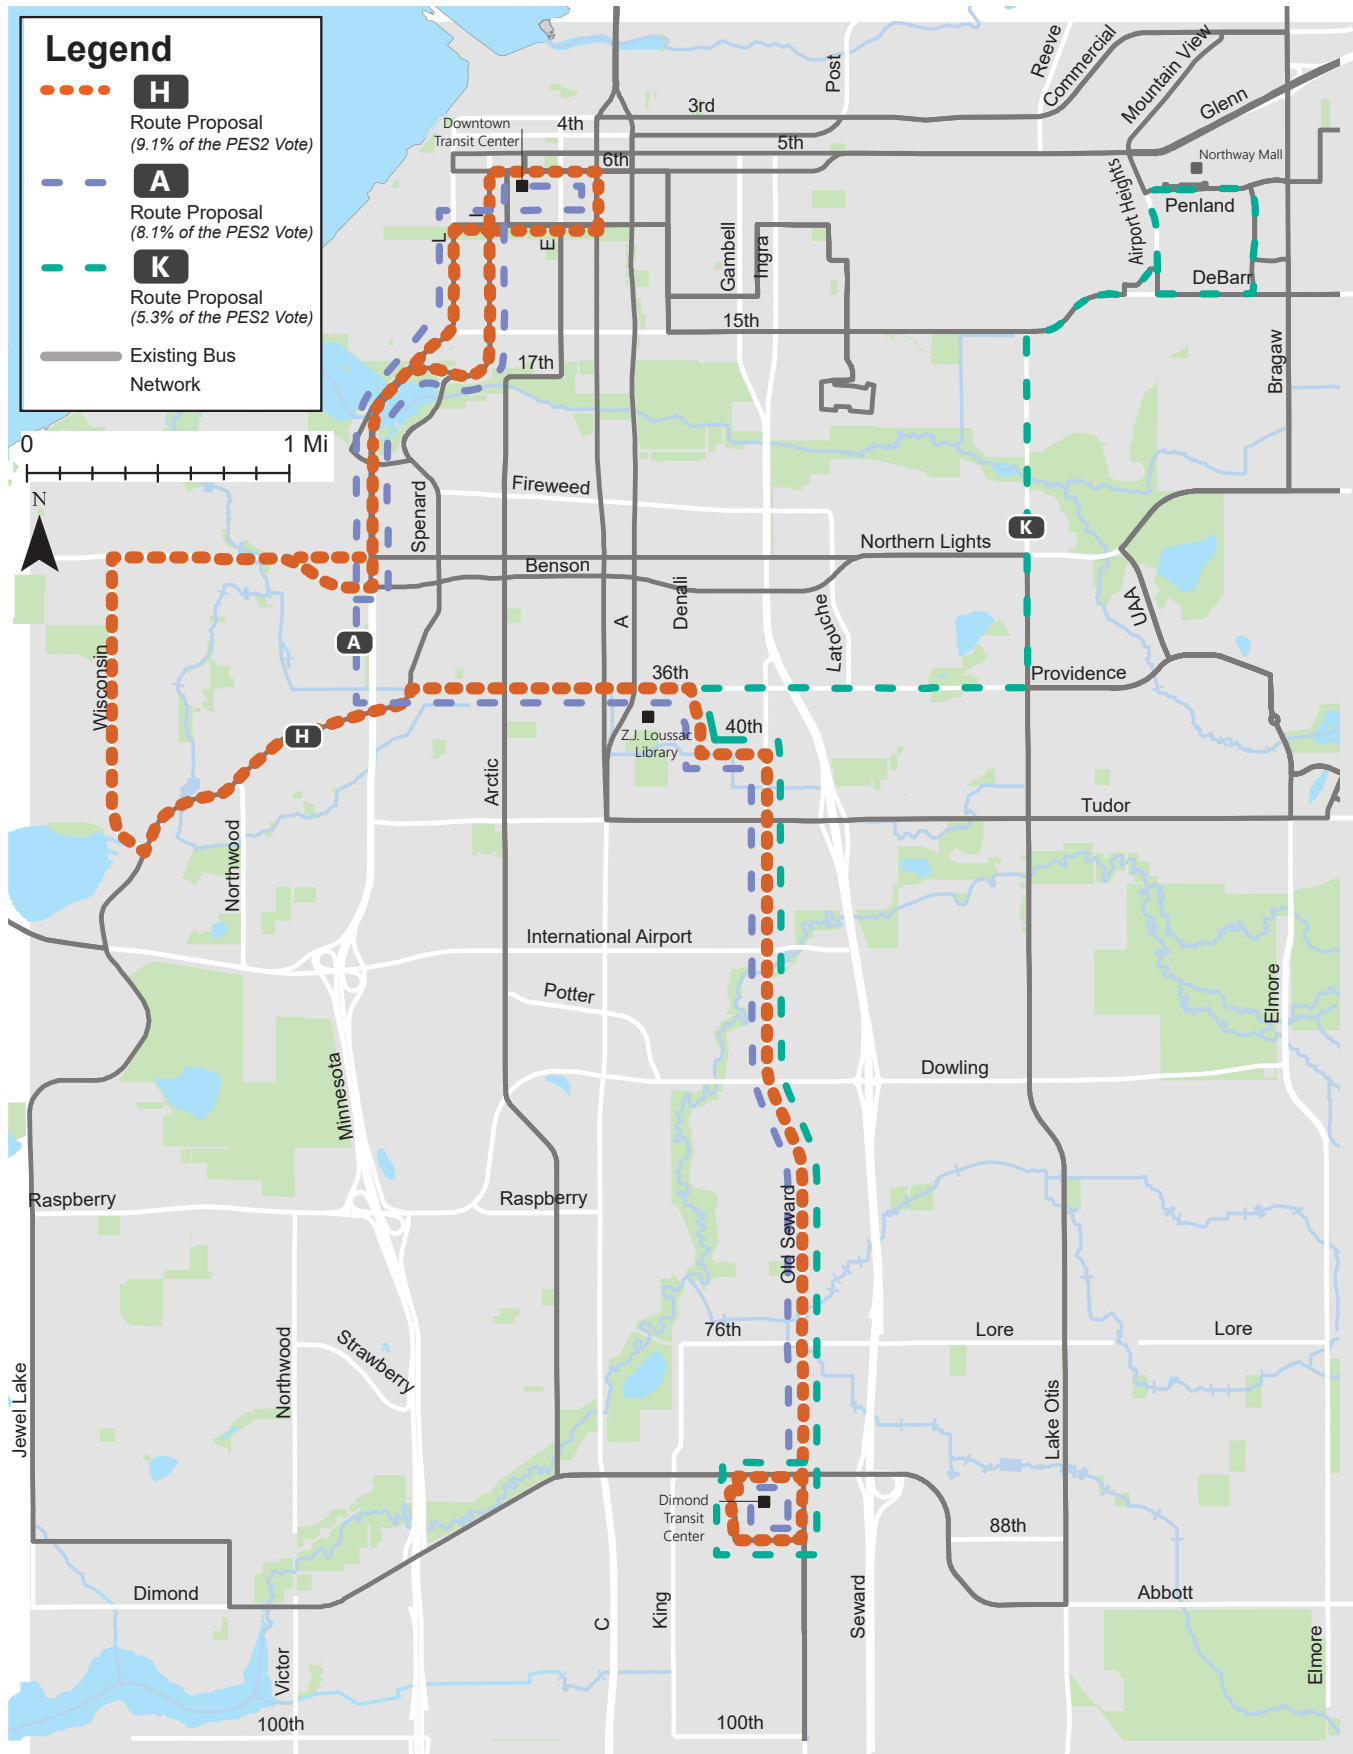 Legend
H
Route Proposal
(9.1% of the PES2 Vote)
A
Route Proposal
(8.1% of the PES2 Vote)
K
Route Proposal
(5.3% of the PES2 Vote)
Existing Bus
Network
0 1 Mi
N
Downtown
Transit Center
Post
Reeve
Commercial
Mountain View
Glenn
3rd
4th
5th
6th
Northway Mall
Airport Heights
Penland
DeBarr
L
I
E
Gambell
Ingra
15th
17th
Bragaw
Spenard
Fireweed
K
Northern Lights
Benson
A
Denali
Latouche
UAA
A
Wisconsin
36th
Providence
H
Z.J. Loussac
Library
40th
Arctic
Tudor
Northwood
International Airport
Potter
Elmore
Minnesota
Dowling
Raspberry
Raspberry
Old Seward
76th
Lore
Lore
Strawberry
Northwood
Jewel Lake
Lake Otis
Dimond
Transit
Center
88th
Dimond
Abbott
C
King
Seward
Victor
Elmore
100th
100th